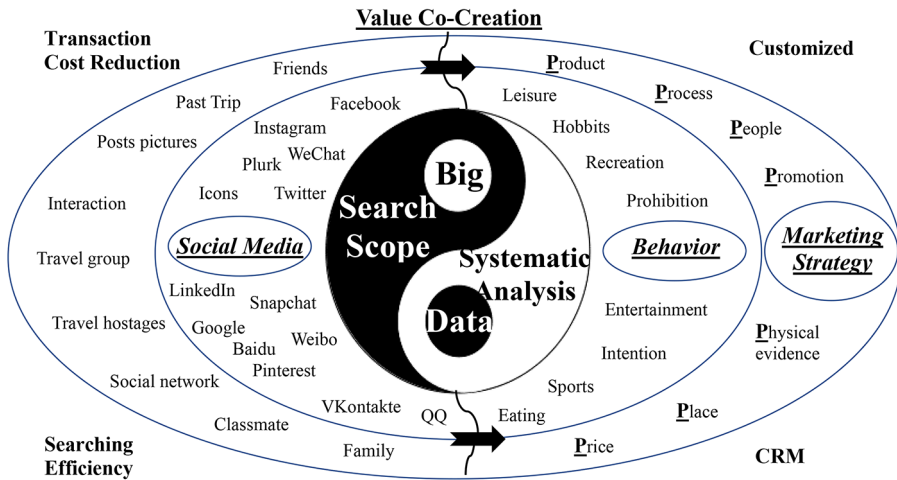 Value Co-Creation
Transaction
Cost Reduction
Customized
Friends
Past Trip
Posts pictures
Interaction
Travel group
Travel hostages
Social network
Classmate
Family
Searching
Efficiency
Facebook
Instagram
WeChat
Plurk
Icons
Twitter
Social Media
LinkedIn
Snapchat
Google
Weibo
Baidu
Pinterest
VKontakte
QQ
Search
Scope
Big
Data
Systematic
Analysis
Leisure
Hobbits
Recreation
Prohibition
Behavior
Entertainment
Intention
Sports
Eating
Product
Process
People
Promotion
Marketing
Strategy
Physical
evidence
Place
Price
CRM